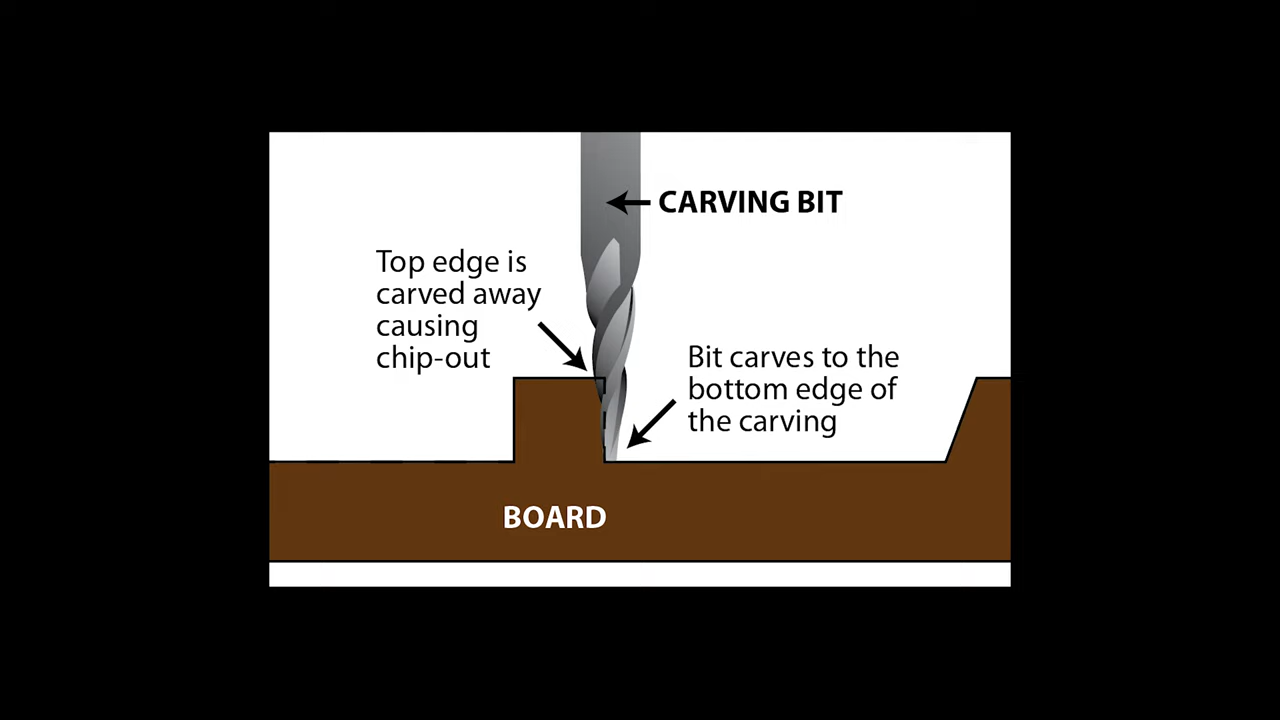 CARVING BIT
Top edge is
carved away
causing
chip-out
Bit carves to the
bottom edge of
the carving
BOARD